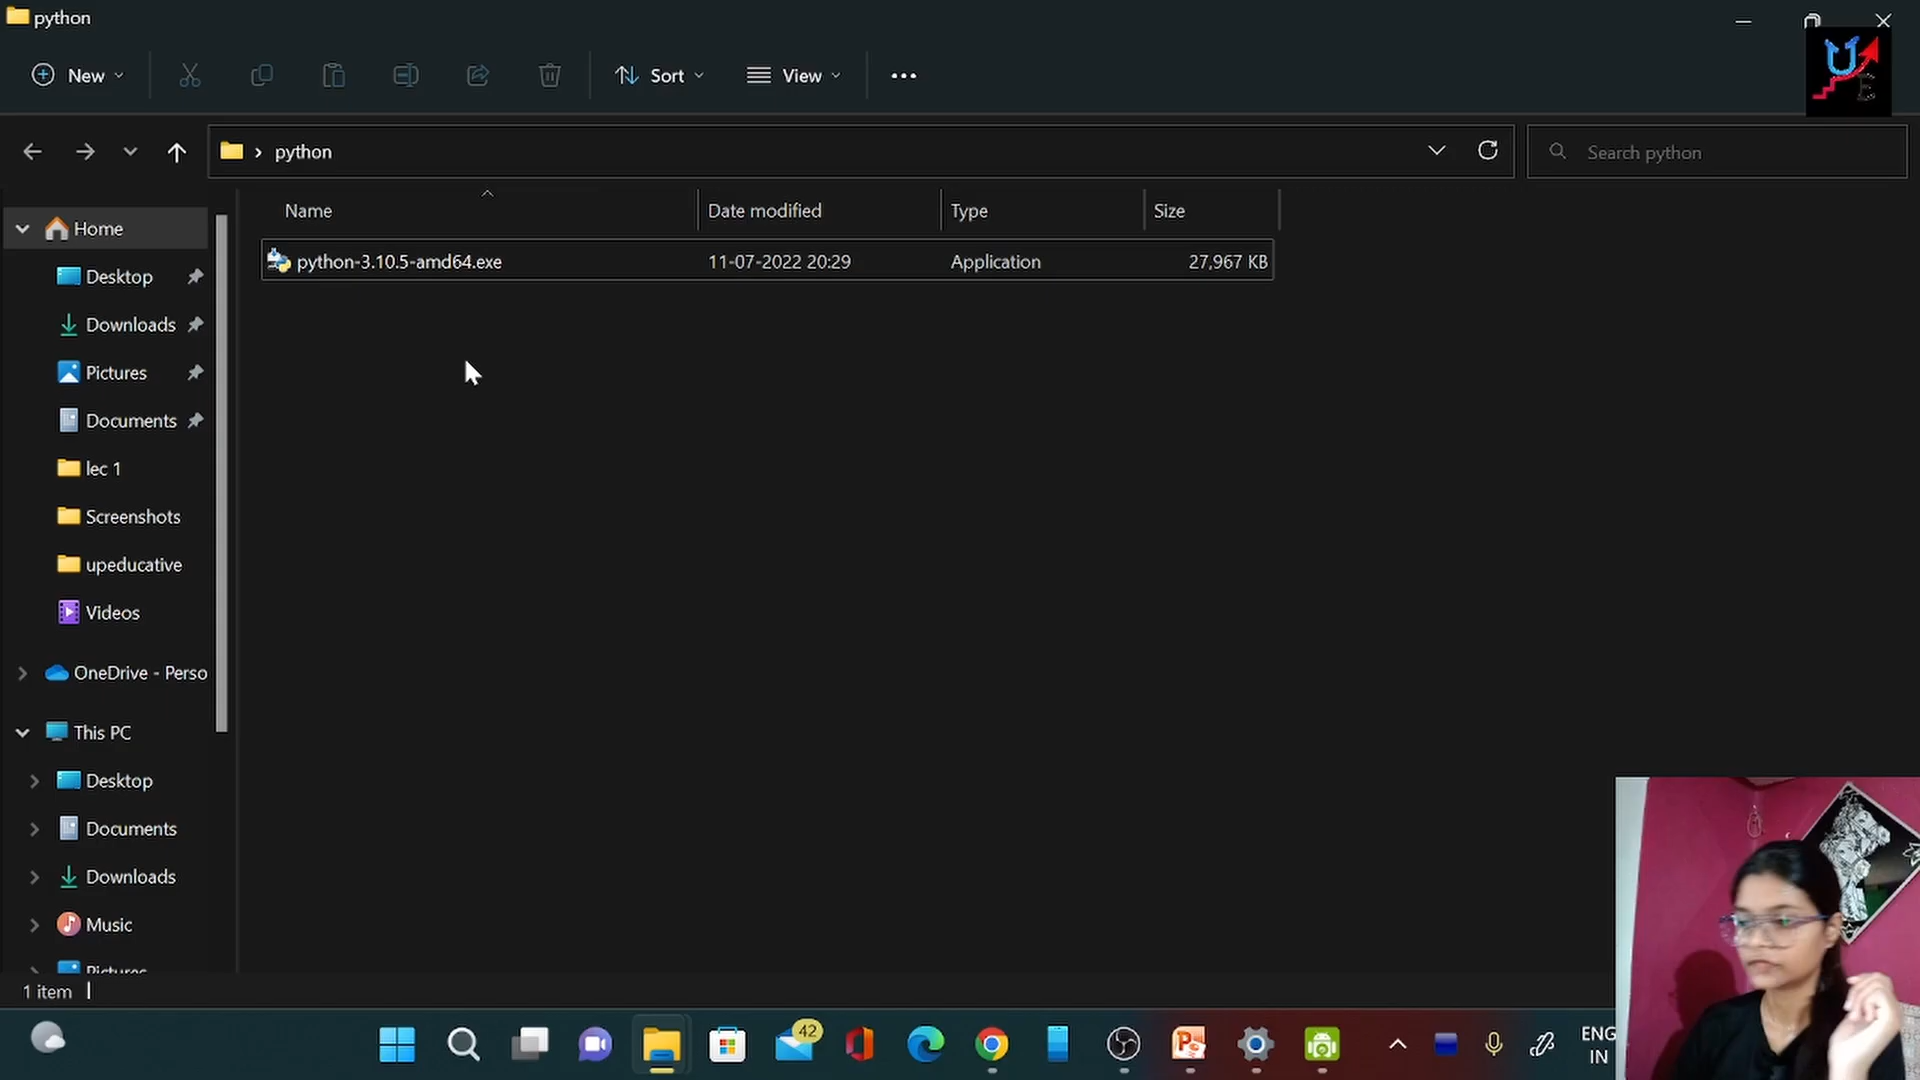 python
New
Sort
View
python
Search python
Name
Date modified
Type
Size
python-3.10.5-amd64.exe
11-07-2022 20:29
Application
27,967 KB
Home
Desktop
Downloads
Pictures
Documents
lec 1
Screenshots
upeducative
Videos
OneDrive - Perso
This PC
Desktop
Documents
Downloads
Music
Pictures
1 item
42
ENG
IN